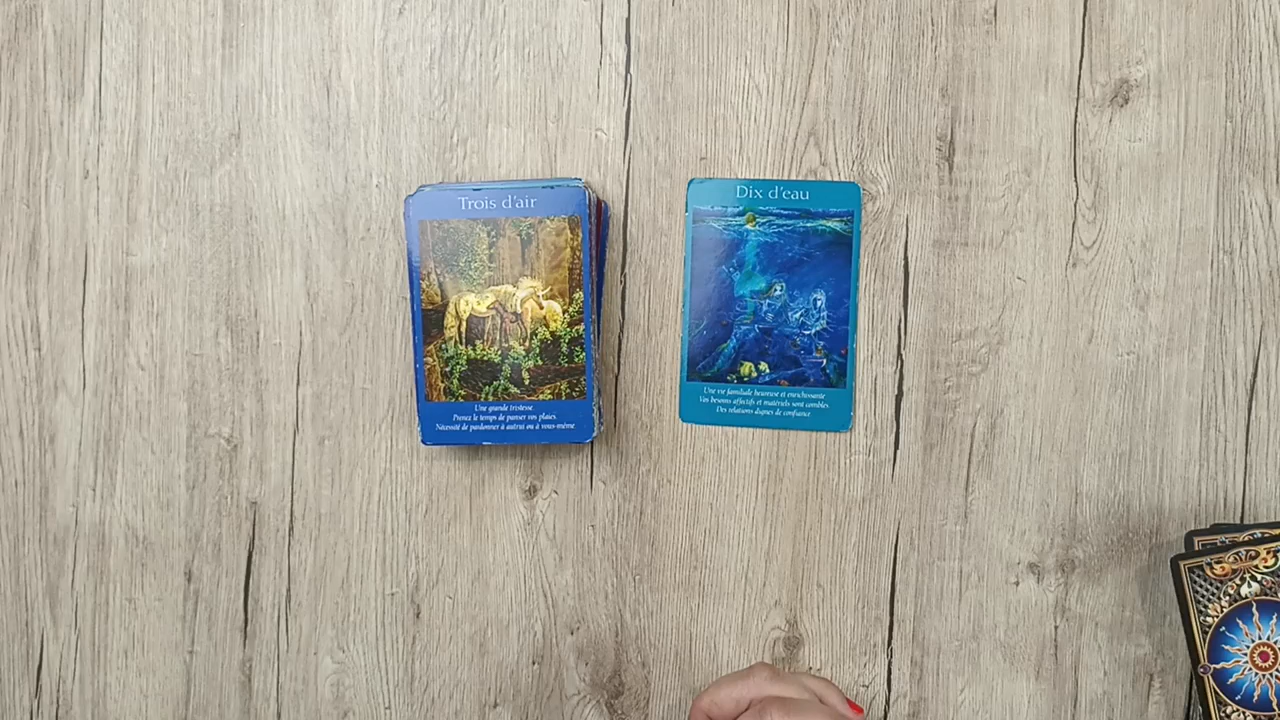 Trois d'air
Une grande tristesse.
Prenez le temps de panser vos plaies.
Nécessité de pardonner à autrui ou à vous-même.
Dix d'eau
Une vie familiale heureuse et enrichissante
Vos besoins affectifs et matériels sont comblés.
Des relations dignes de confiance.